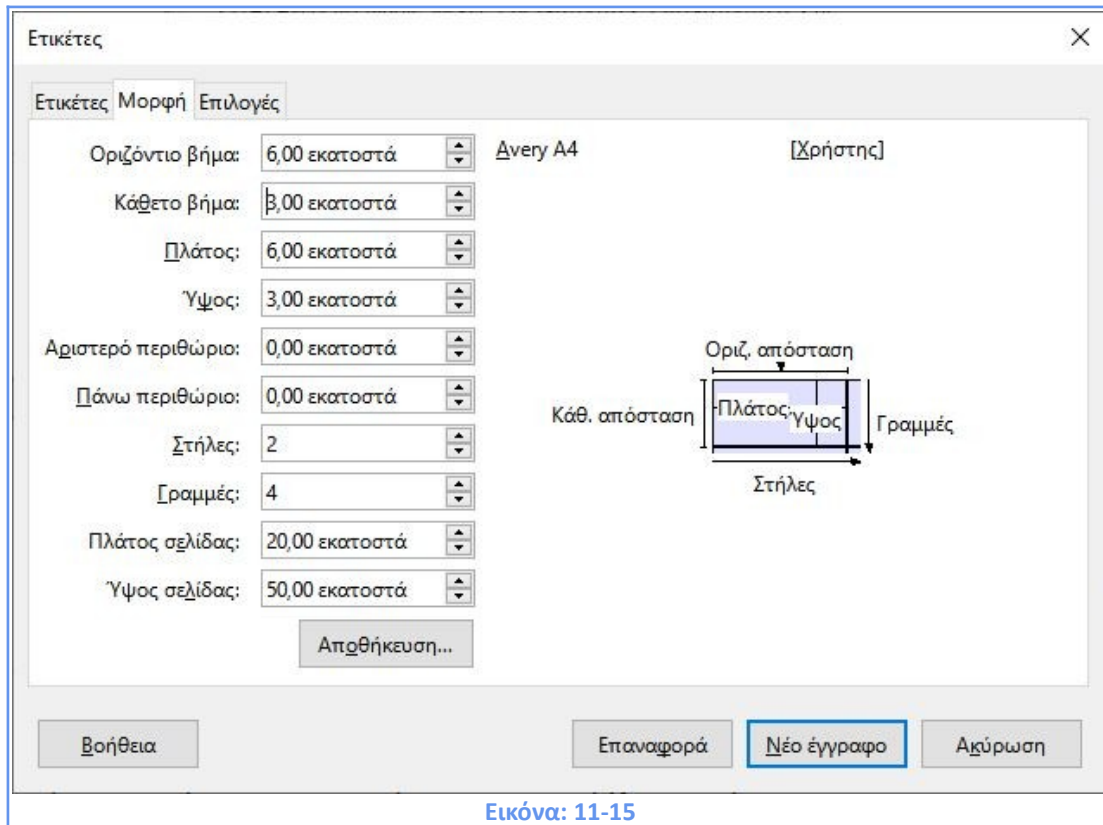 Ετικέτες
Ετικέτες Μορφή Επιλογές
Οριζόντιο βήμα: 6,00 εκατοστά
Κάθετο βήμα: 3,00 εκατοστά
Πλάτος: 6,00 εκατοστά
Ύψος: 3,00 εκατοστά
Αριστερό περιθώριο: 0,00 εκατοστά
Πάνω περιθώριο: 0,00 εκατοστά
Στήλες: 2
Γραμμές: 4
Πλάτος σελίδας: 20,00 εκατοστά
Ύψος σελίδας: 50,00 εκατοστά
Αποθήκευση...
Avery A4 [Χρήστης]
Οριζ. απόσταση
Κάθ. απόσταση Πλάτος Ύψος Γραμμές
Στήλες
Βοήθεια Επαναφορά Νέο έγγραφο Ακύρωση
Εικόνα: 11-15